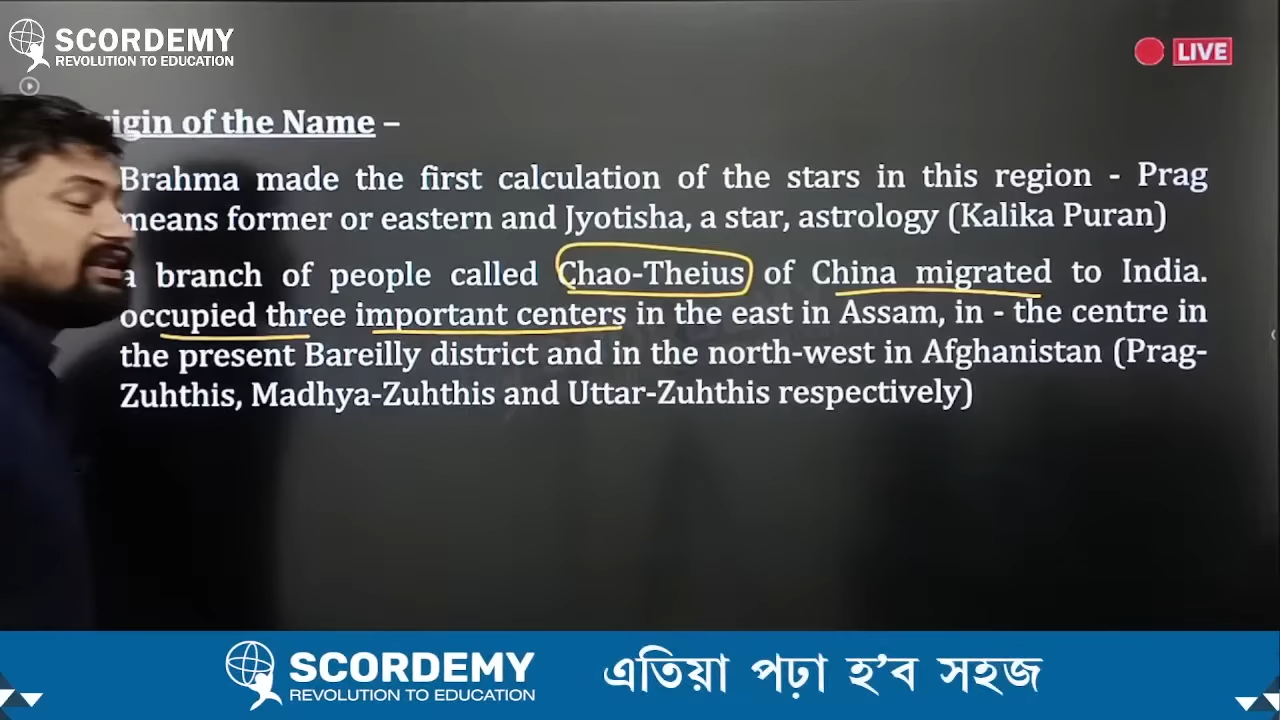 SCORDEMY
REVOLUTION TO EDUCATION
LIVE
igin of the Name –
Brahma made the first calculation of the stars in this region - Prag
means former or eastern and Jyotisha, a star, astrology (Kalika Puran)
a branch of people called Chao-Theius of China migrated to India.
occupied three important centers in the east in Assam, in - the centre in
the present Bareilly district and in the north-west in Afghanistan (Prag-
Zuhthis, Madhya-Zuhthis and Uttar-Zuhthis respectively)
SCORDEMY
REVOLUTION TO EDUCATION
এতিয়া পঢ়া হ'ব সহজ